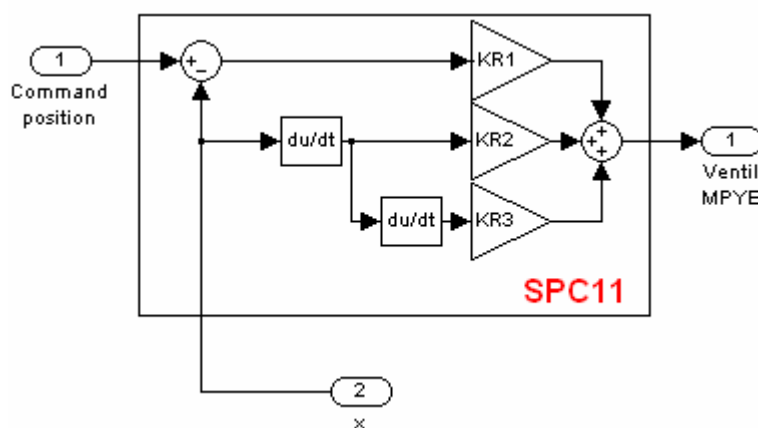 1
Command
position
+
−
KR1
du/dt
KR2
+
+
+
1
Ventil
MPYE
du/dt
KR3
SPC11
2
x